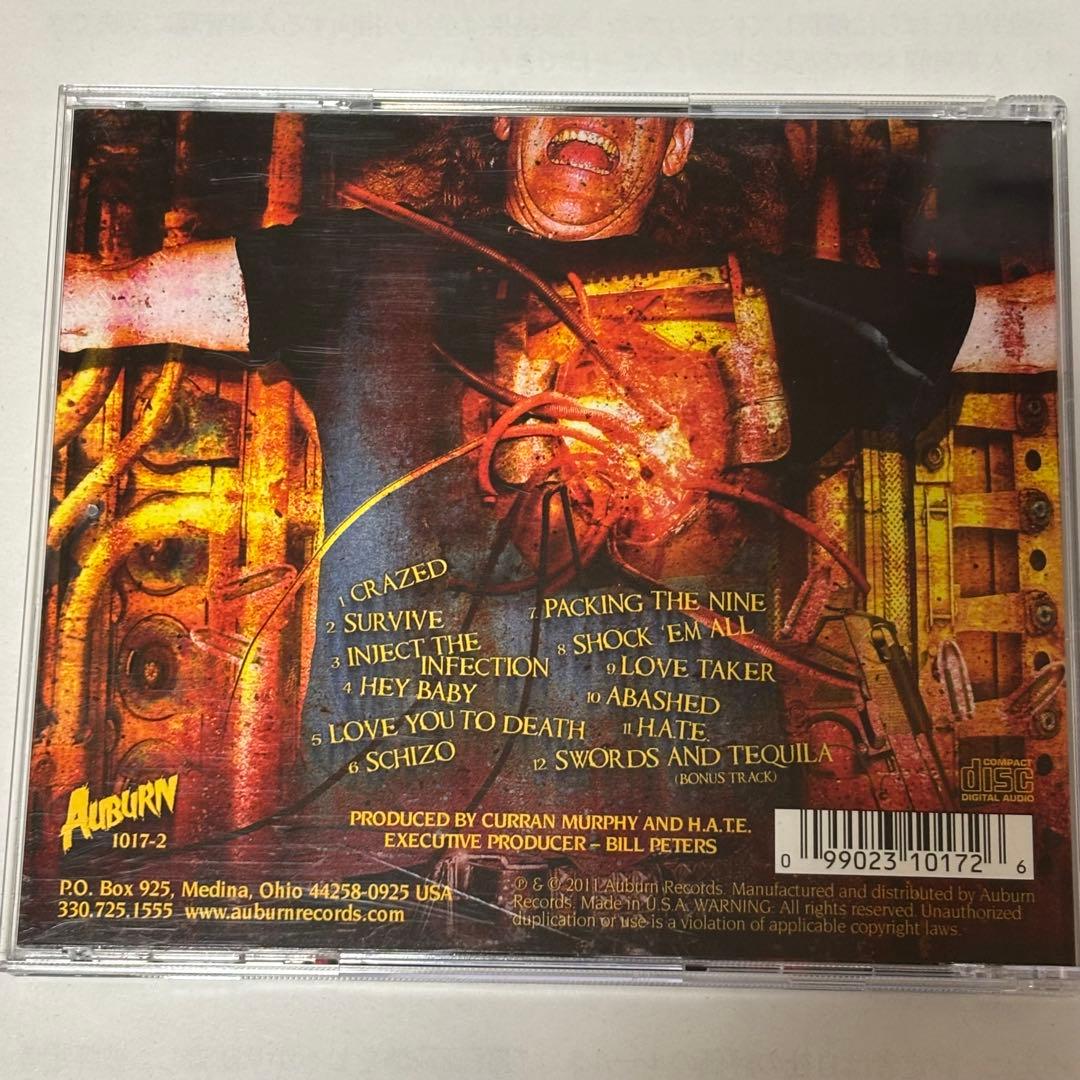 1 CRAZED
2 SURVIVE
3 INJECT THE
INFECTION
4 HEY BABY
5 LOVE YOU TO DEATH
6 SCHIZO
7. PACKING THE NINE
8 SHOCK 'EM ALL
9 LOVE TAKER
10 ABASHED
11 H.A.T.E.
12 SWORDS AND TEQUILA
(BONUS TRACK)
AUBURN
1017-2
PRODUCED BY CURRAN MURPHY AND H.A.T.E.
EXECUTIVE PRODUCER – BILL PETERS
COMPACT
disc
DIGITAL AUDIO
0 99023 10172 6
P.O. Box 925, Medina, Ohio 44258-0925 USA
330.725.1555 www.auburnrecords.com
℗ & © 2011 Auburn Records. Manufactured and distributed by Auburn
Records. Made in U.S.A. WARNING: All rights reserved. Unauthorized
duplication or use is a violation of applicable copyright laws.